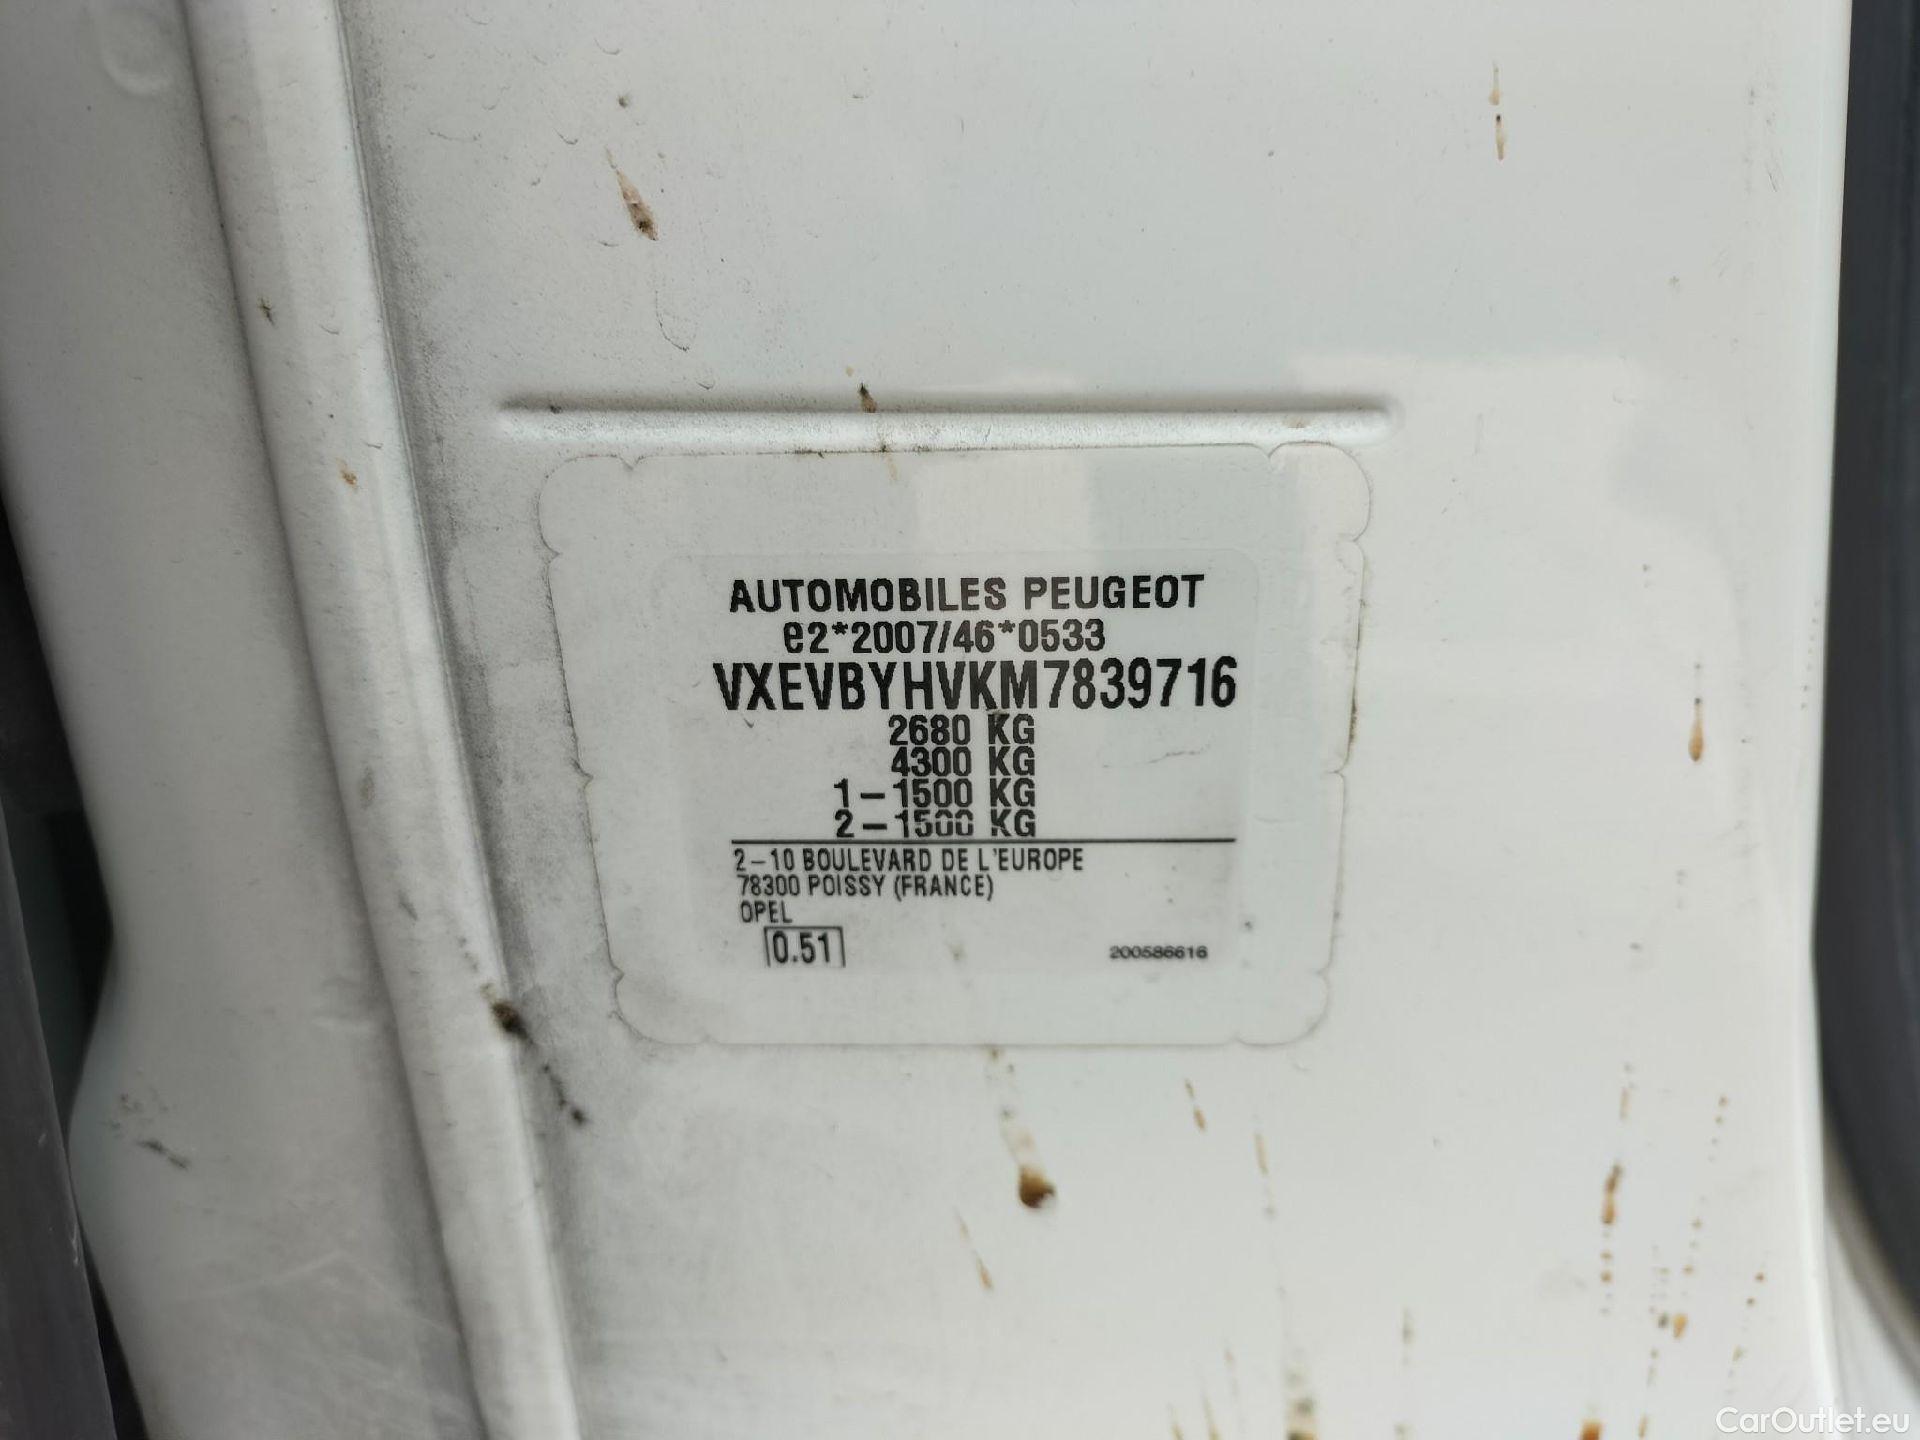 AUTOMOBILES PEUGEOT
e2*2007/46*0533
VXEVBYHVKM7839716
2680 KG
4300 KG
1-1500 KG
2-1500 KG
2-10 BOULEVARD DE L'EUROPE
78300 POISSY (FRANCE)
OPEL
0.51
200586616
CarOutlet.eu